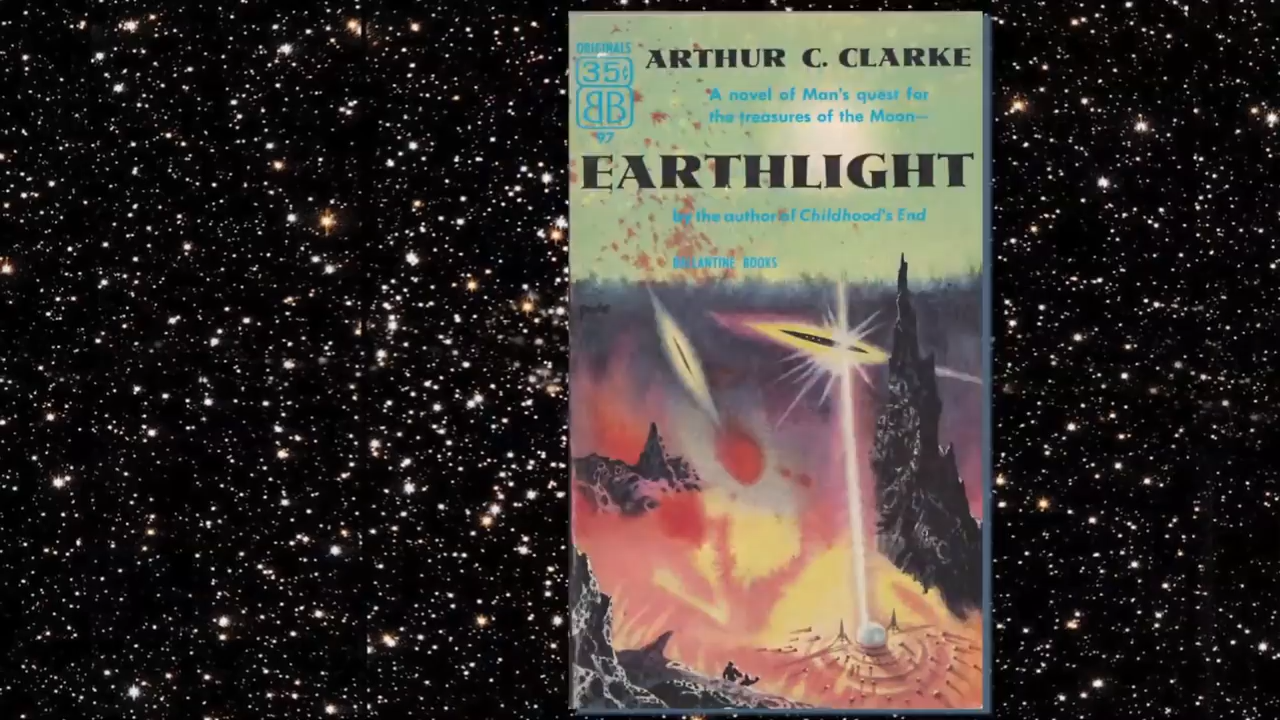 ORIGINALS
35¢
BB
97
ARTHUR C. CLARKE
A novel of Man's quest for
the treasures of the Moon—
EARTHLIGHT
by the author of Childhood's End
BALLANTINE BOOKS